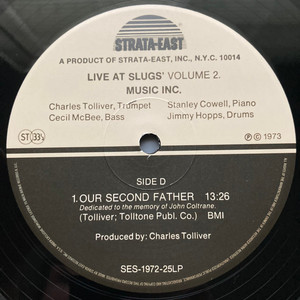 STRATA-EAST
A PRODUCT OF STRATA-EAST, INC., N.Y.C. 10014
LIVE AT SLUGS' VOLUME 2.
MUSIC INC.
Charles Tolliver, Trumpet Stanley Cowell, Piano
Cecil McBee, Bass Jimmy Hopps, Drums
ST 33⅓ Ⓟ © 1973
SIDE D
1. OUR SECOND FATHER 13:26
Dedicated to the memory of John Coltrane.
(Tolliver; Tolltone Publ. Co.) BMI
Produced by: Charles Tolliver
SES-1972-25LP